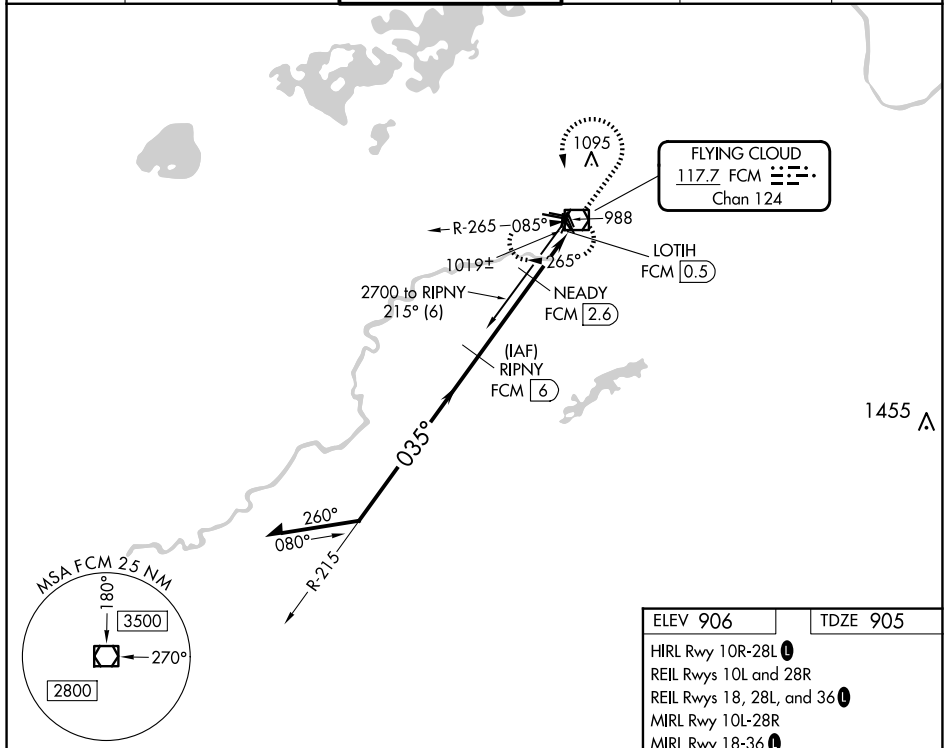 1095
FLYING CLOUD
117.7 FCM
Chan 124
R-265
085°
988
1019±
265°
LOTIH
FCM 0.5
2700 to RIPNY
215° (6)
NEADY
FCM 2.6
(IAF)
RIPNY
FCM 6
1455
035°
260°
080°
R-215
MSA FCM 25 NM
180°
3500
270°
2800
ELEV 906
TDZE 905
HIRL Rwy 10R-28L L
REIL Rwys 10L and 28R
REIL Rwys 18, 28L, and 36 L
MIRL Rwy 10L-28R
MIRL Rwy 18-36 L